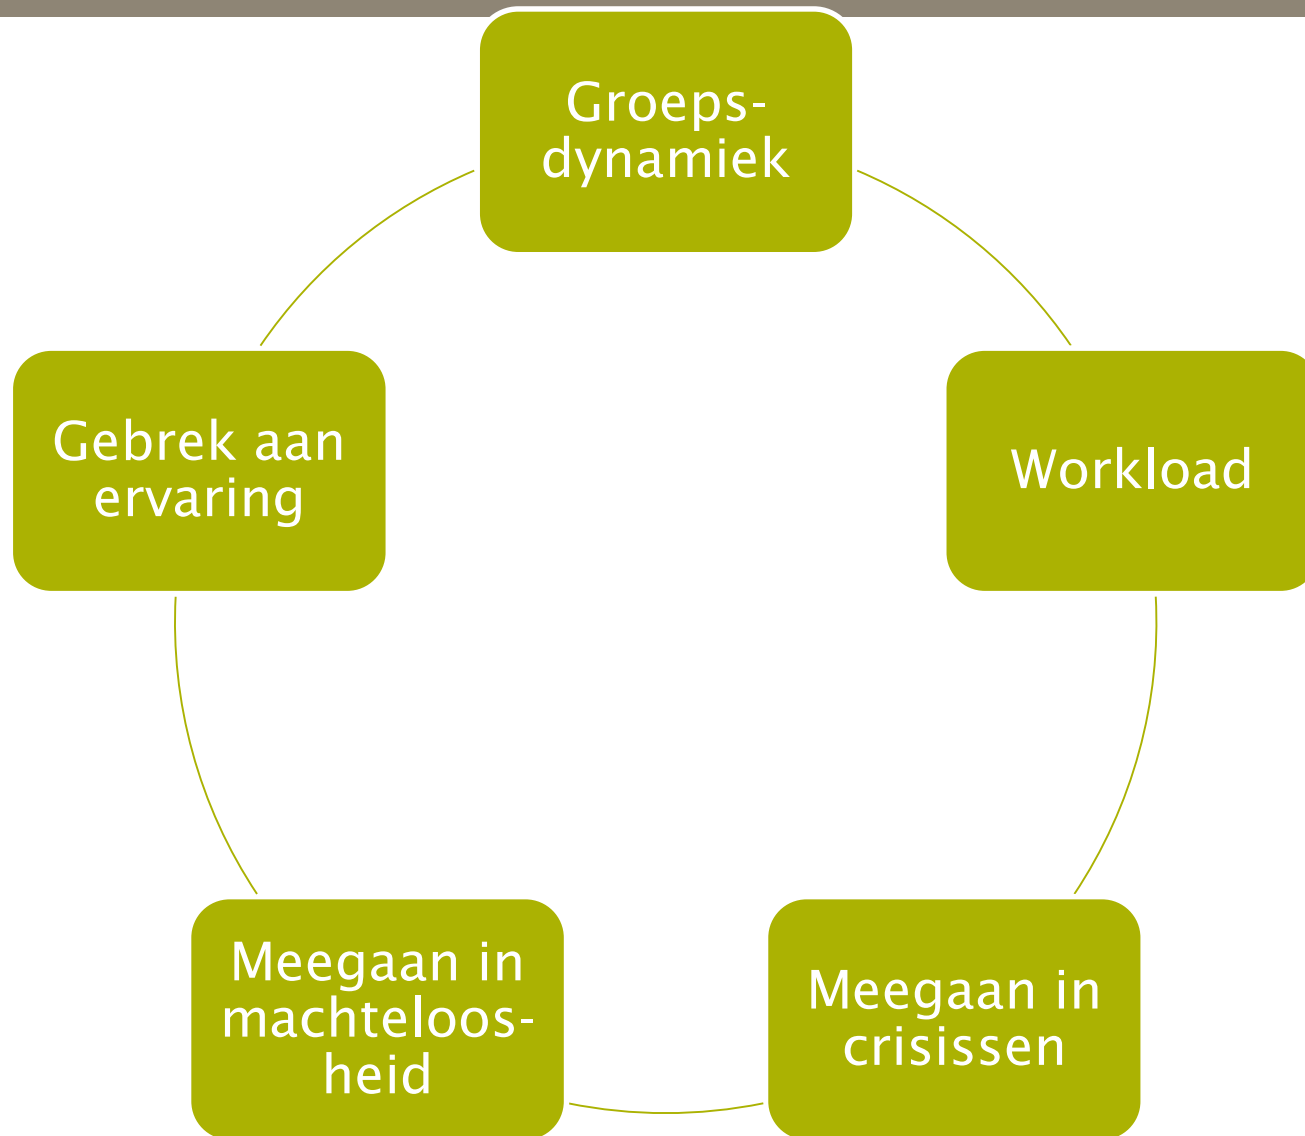 Groeps-
dynamiek
Workload
Meegaan in
crisissen
Meegaan in
machteloos-
heid
Gebrek aan
ervaring